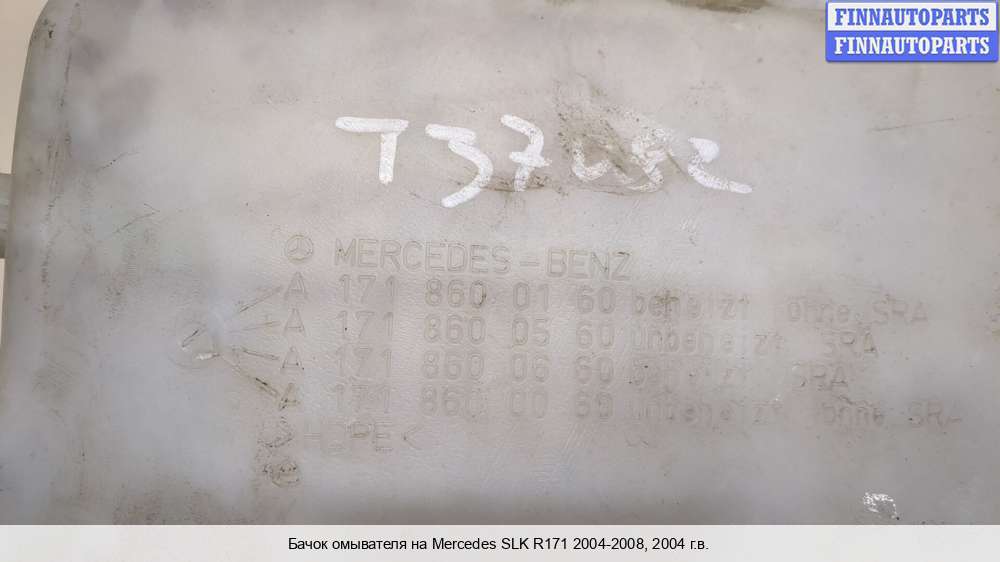 FINNAUTOPARTS
FINNAUTOPARTS
MERCEDES-BENZ
A 171 860 01 60 beheizt ohne SRA
A 171 860 05 60 unbeheizt SRA
A 171 860 06 60 beheizt SRA
A 171 860 00 60 unbeheizt ohne SRA
>HDPE<
Бачок омывателя на Mercedes SLK R171 2004-2008, 2004 г.в.